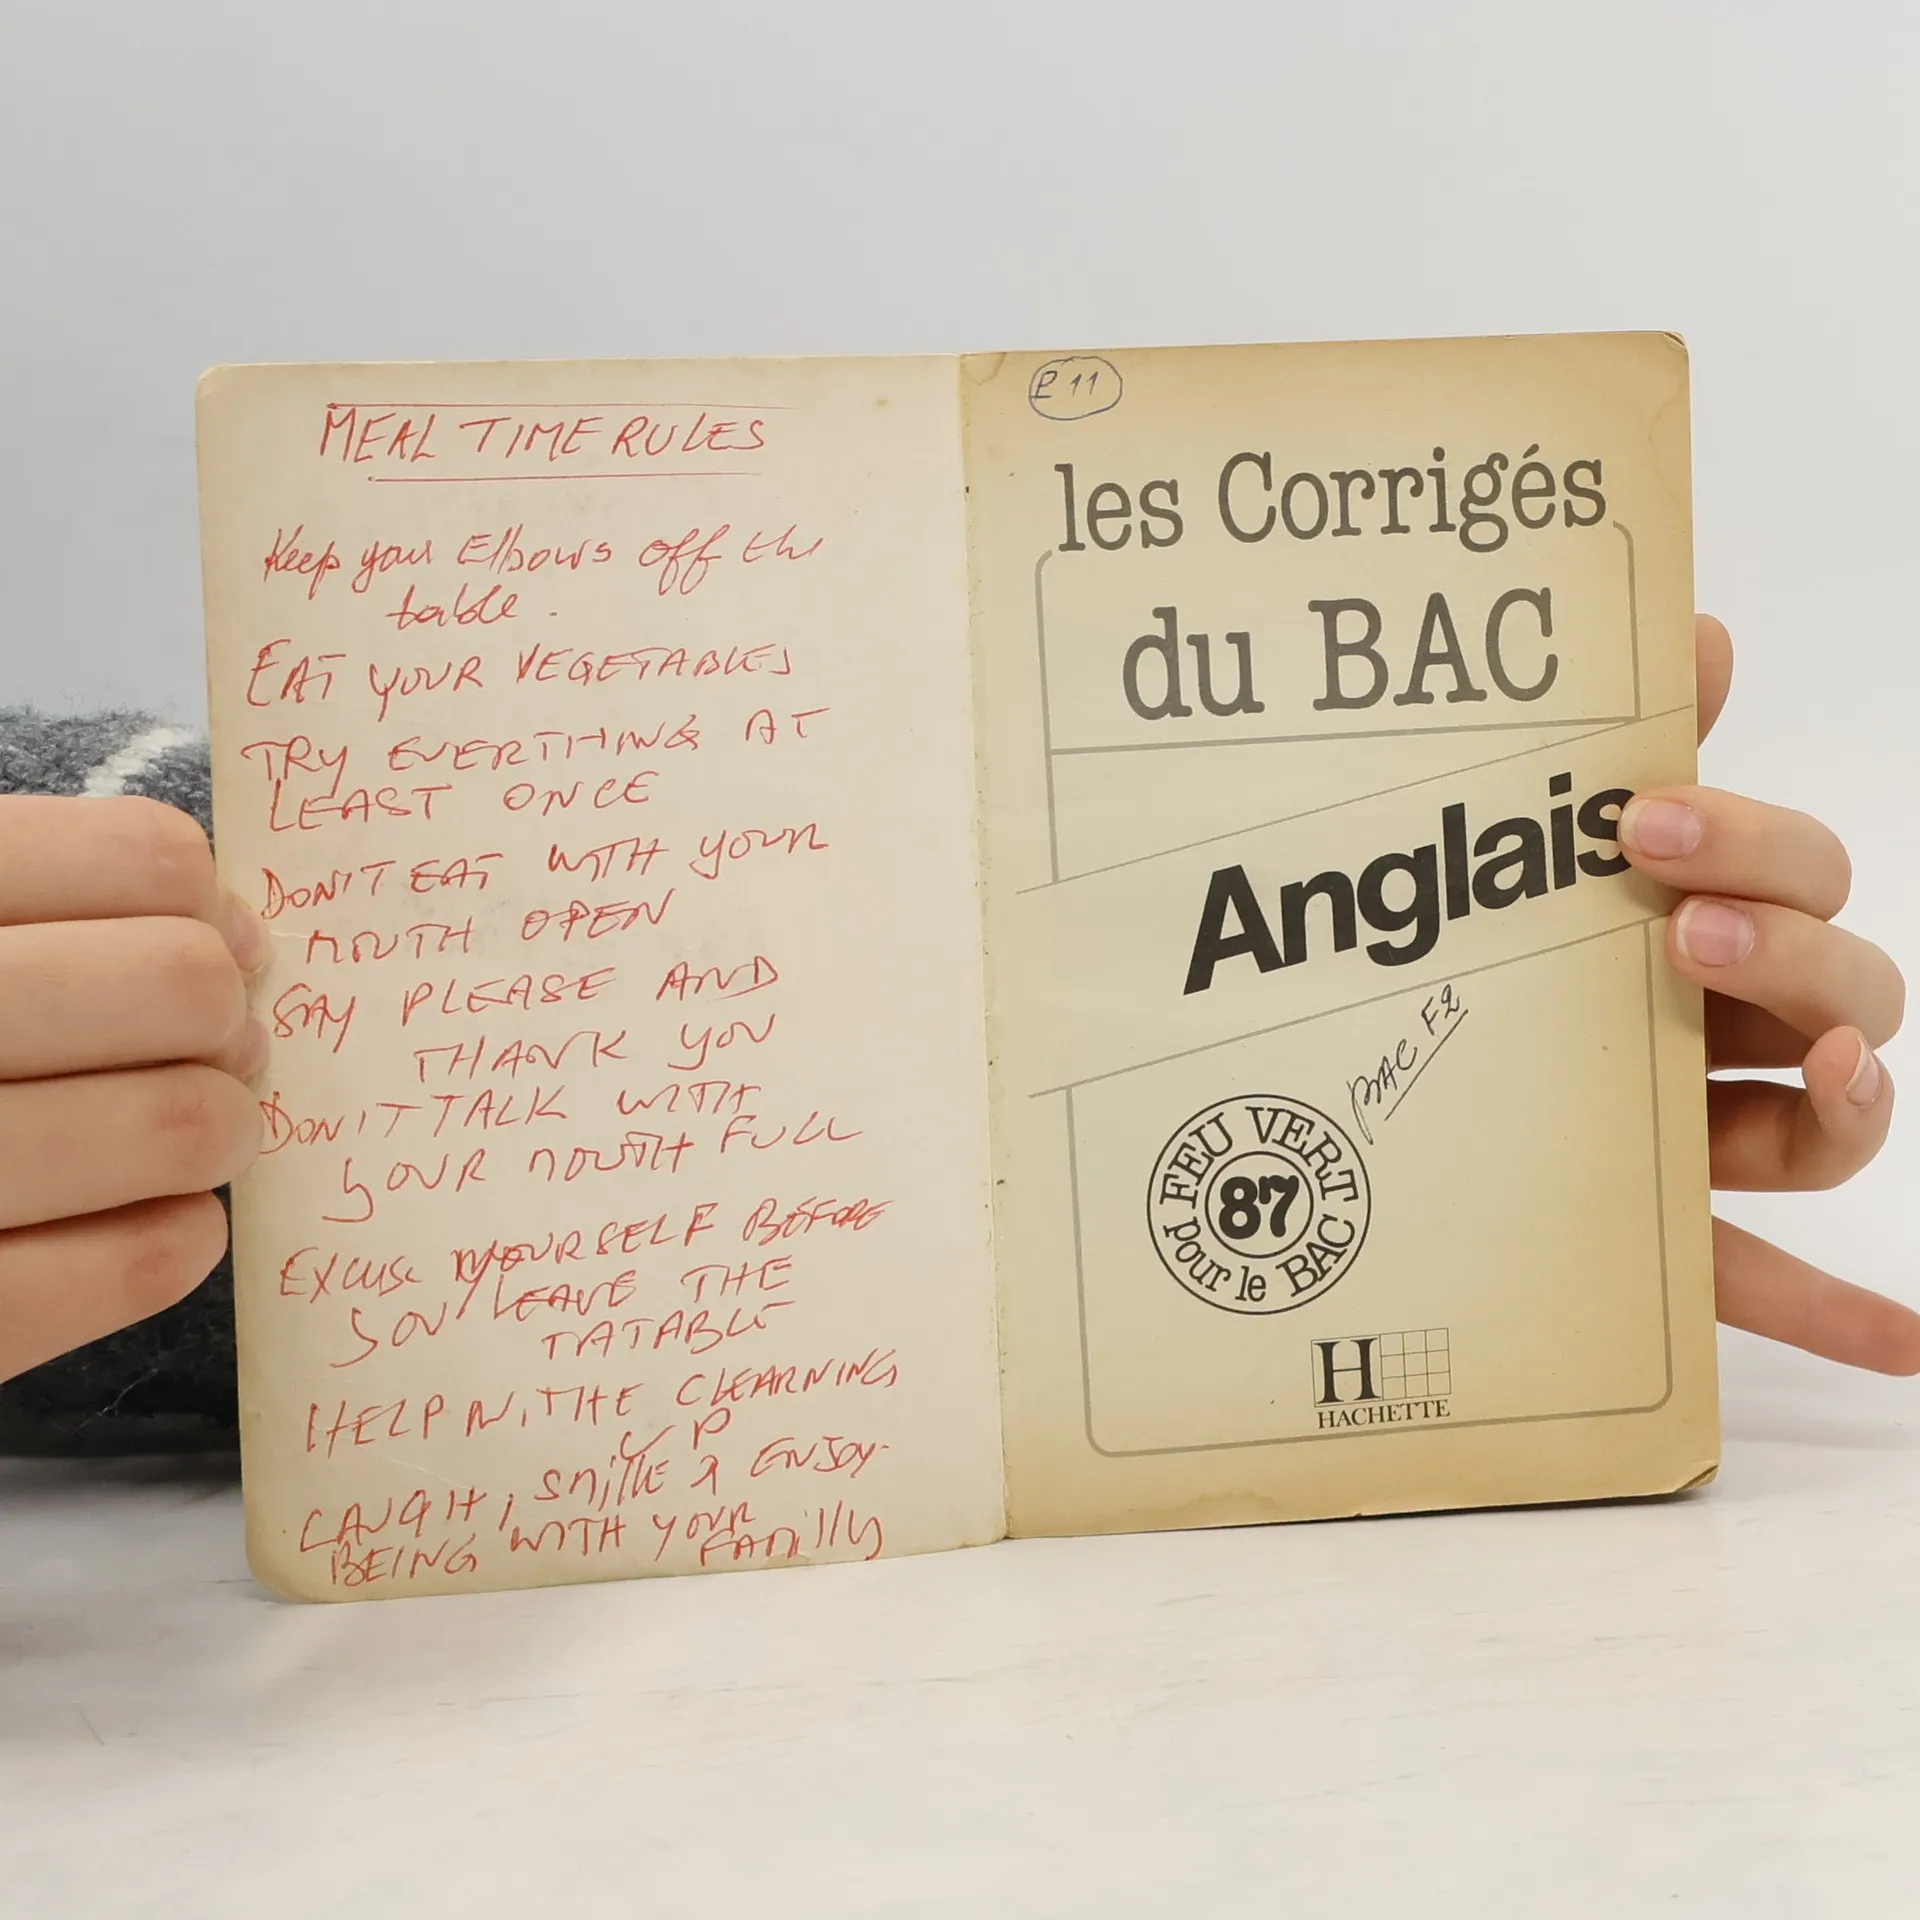 MEAL TIME RULES
Keep your Elbows off the
table.
EAT YOUR VEGETABLES
TRY EVERTHING AT
LEAST ONCE
DON'T EAT WITH YOUR
MOUTH OPEN
SAY PLEASE AND
THANK YOU
DON'T TALK WITH
YOUR MOUTH FULL
EXCUSE YOURSELF BEFORE
YOU LEAVE THE
TATABLE
HELP IN THE CLEARNING
UP
LAUGH, SMILLE & ENJOY
BEING WITH YOUR
FAMILLY
P 11
les Corrigés
du BAC
Anglais
BAC F2
FEU VERT
87
pour le BAC
H
HACHETTE